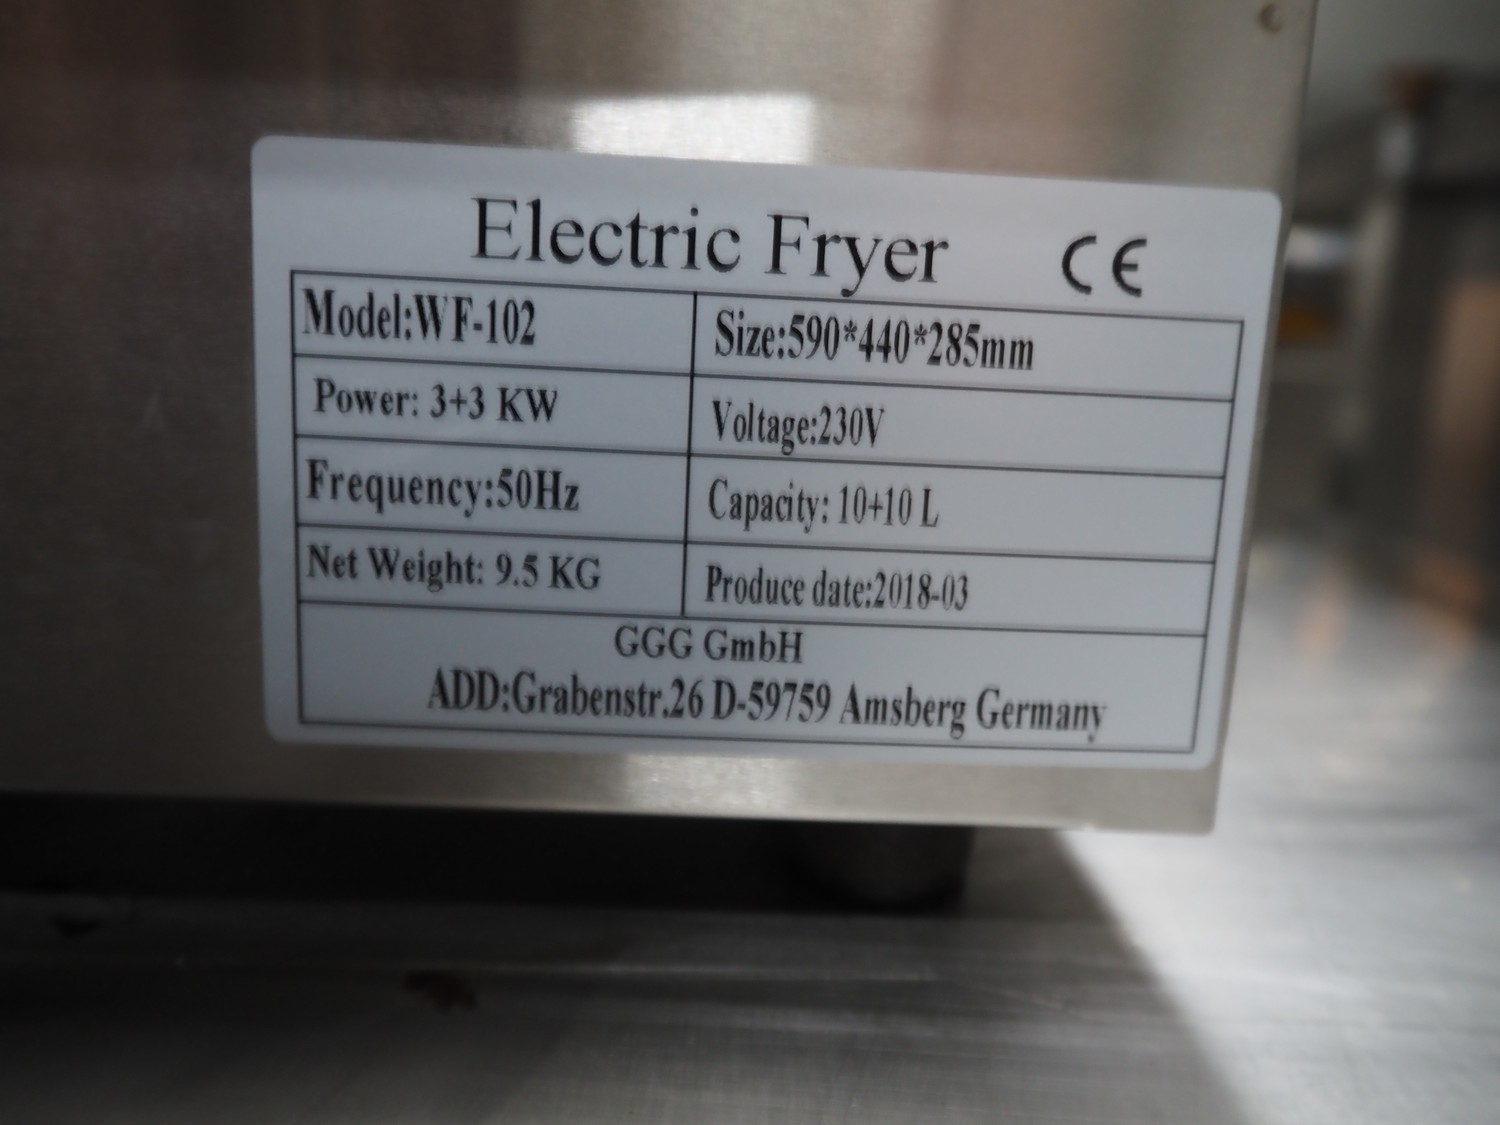 Electric Fryer CE
Model:WF-102 Size:590*440*285mm
Power: 3+3 KW Voltage:230V
Frequency:50Hz Capacity: 10+10 L
Net Weight: 9.5 KG Produce date:2018-03
GGG GmbH
ADD:Grabenstr.26 D-59759 Amsberg Germany